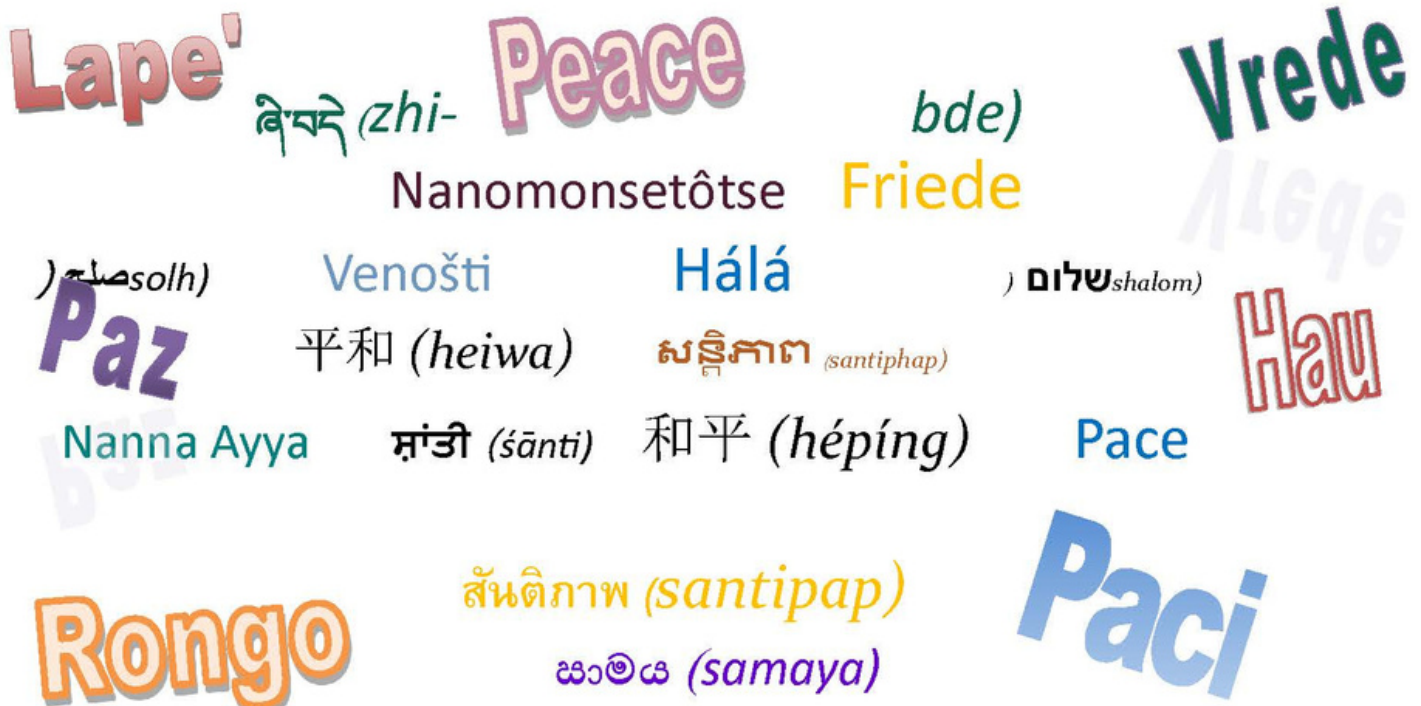 Lape'
Peace
Vrede
ཞི་བདེ (zhi-
bde)
Nanomonsetôtse
Friede
)صلح solh)
Venošti
Hálá
) שלום shalom)
Paz
平和 (heiwa)
សន្តិភាព (santiphap)
Hau
Nanna Ayya
ਸ਼ਾਂਤੀ (śānti)
和平 (hépíng)
Pace
สันติภาพ (santipap)
Paci
Rongo
සාමය (samaya)